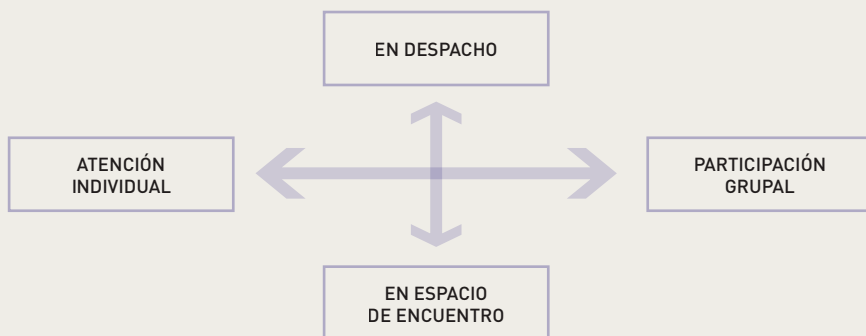 EN DESPACHO
ATENCIÓN
INDIVIDUAL
PARTICIPACIÓN
GRUPAL
EN ESPACIO
DE ENCUENTRO